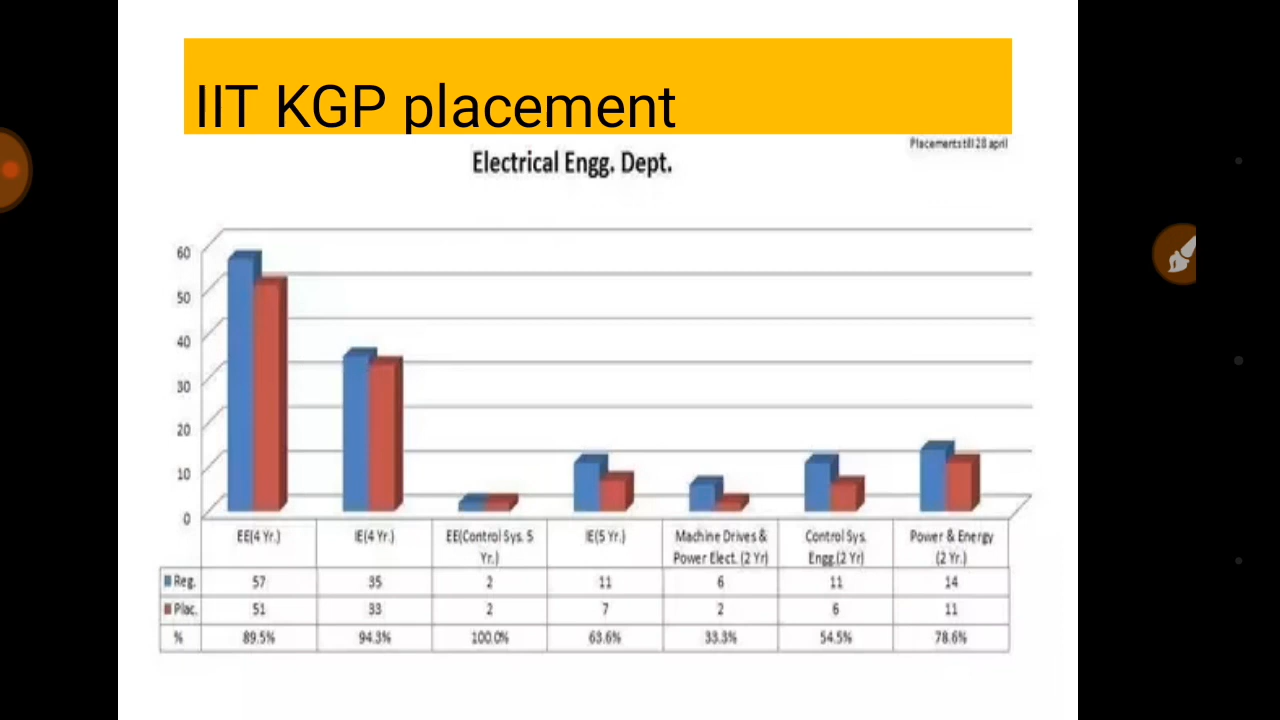 IIT KGP placement
Placements till 28 april
Electrical Engg. Dept.
60
50
40
30
20
10
0
EE(4 Yr.) IE(4 Yr.) EE(Control Sys. 5 Yr.) IE(5 Yr.) Machine Drives & Power Elect. (2 Yr) Control Sys. Engg.(2 Yr) Power & Energy (2 Yr.)
Reg. 57 35 2 11 6 11 14
Plac. 51 33 2 7 2 6 11
% 89.5% 94.3% 100.0% 63.6% 33.3% 54.5% 78.6%